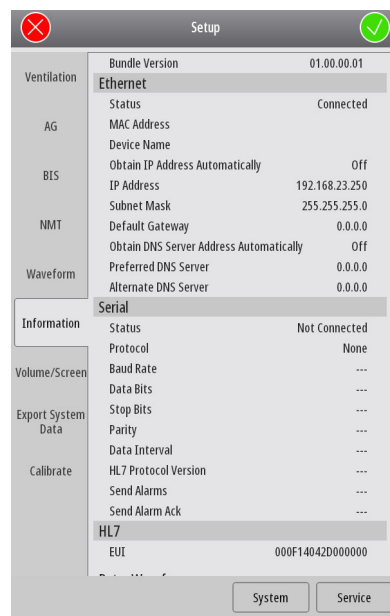 Setup
Ventilation
AG
BIS
NMT
Waveform
Information
Volume/Screen
Export System
Data
Calibrate
Bundle Version 01.00.00.01
Ethernet
Status Connected
MAC Address
Device Name
Obtain IP Address Automatically Off
IP Address 192.168.23.250
Subnet Mask 255.255.255.0
Default Gateway 0.0.0.0
Obtain DNS Server Address Automatically Off
Preferred DNS Server 0.0.0.0
Alternate DNS Server 0.0.0.0
Serial
Status Not Connected
Protocol None
Baud Rate ---
Data Bits ---
Stop Bits ---
Parity ---
Data Interval ---
HL7 Protocol Version ---
Send Alarms ---
Send Alarm Ack ---
HL7
EUI 000F14042D000000
System Service